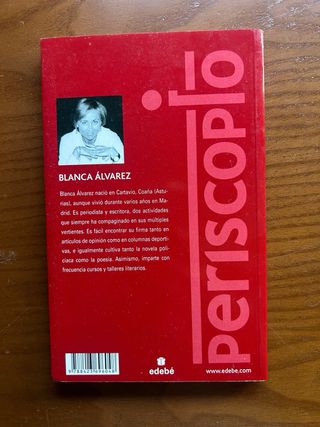 BLANCA ÁLVAREZ
Blanca Álvarez nació en Cartavio, Coaña (Astu-
rias), aunque vivió durante varios años en Ma-
drid. Es periodista y escritora, dos actividades
que siempre ha compaginado en sus múltiples
vertientes. Es fácil encontrar su firma tanto en
artículos de opinión como en columnas deporti-
vas, e igualmente cultiva tanto la novela poli-
ciaca como la poesía. Asimismo, imparte con
frecuencia cursos y talleres literarios.
periscopio
9788423696048
edebé
www.edebe.com